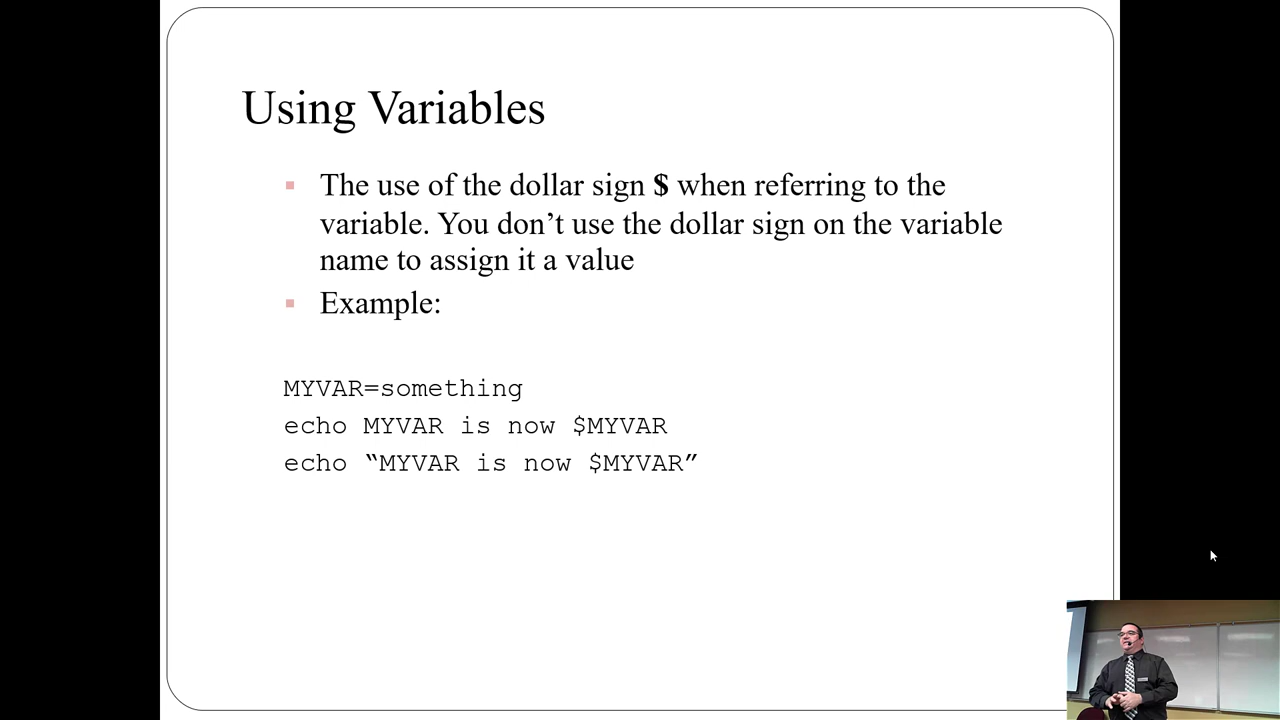 Using Variables
The use of the dollar sign $ when referring to the
variable. You don’t use the dollar sign on the variable
name to assign it a value
Example:
MYVAR=something
echo MYVAR is now $MYVAR
echo “MYVAR is now $MYVAR”